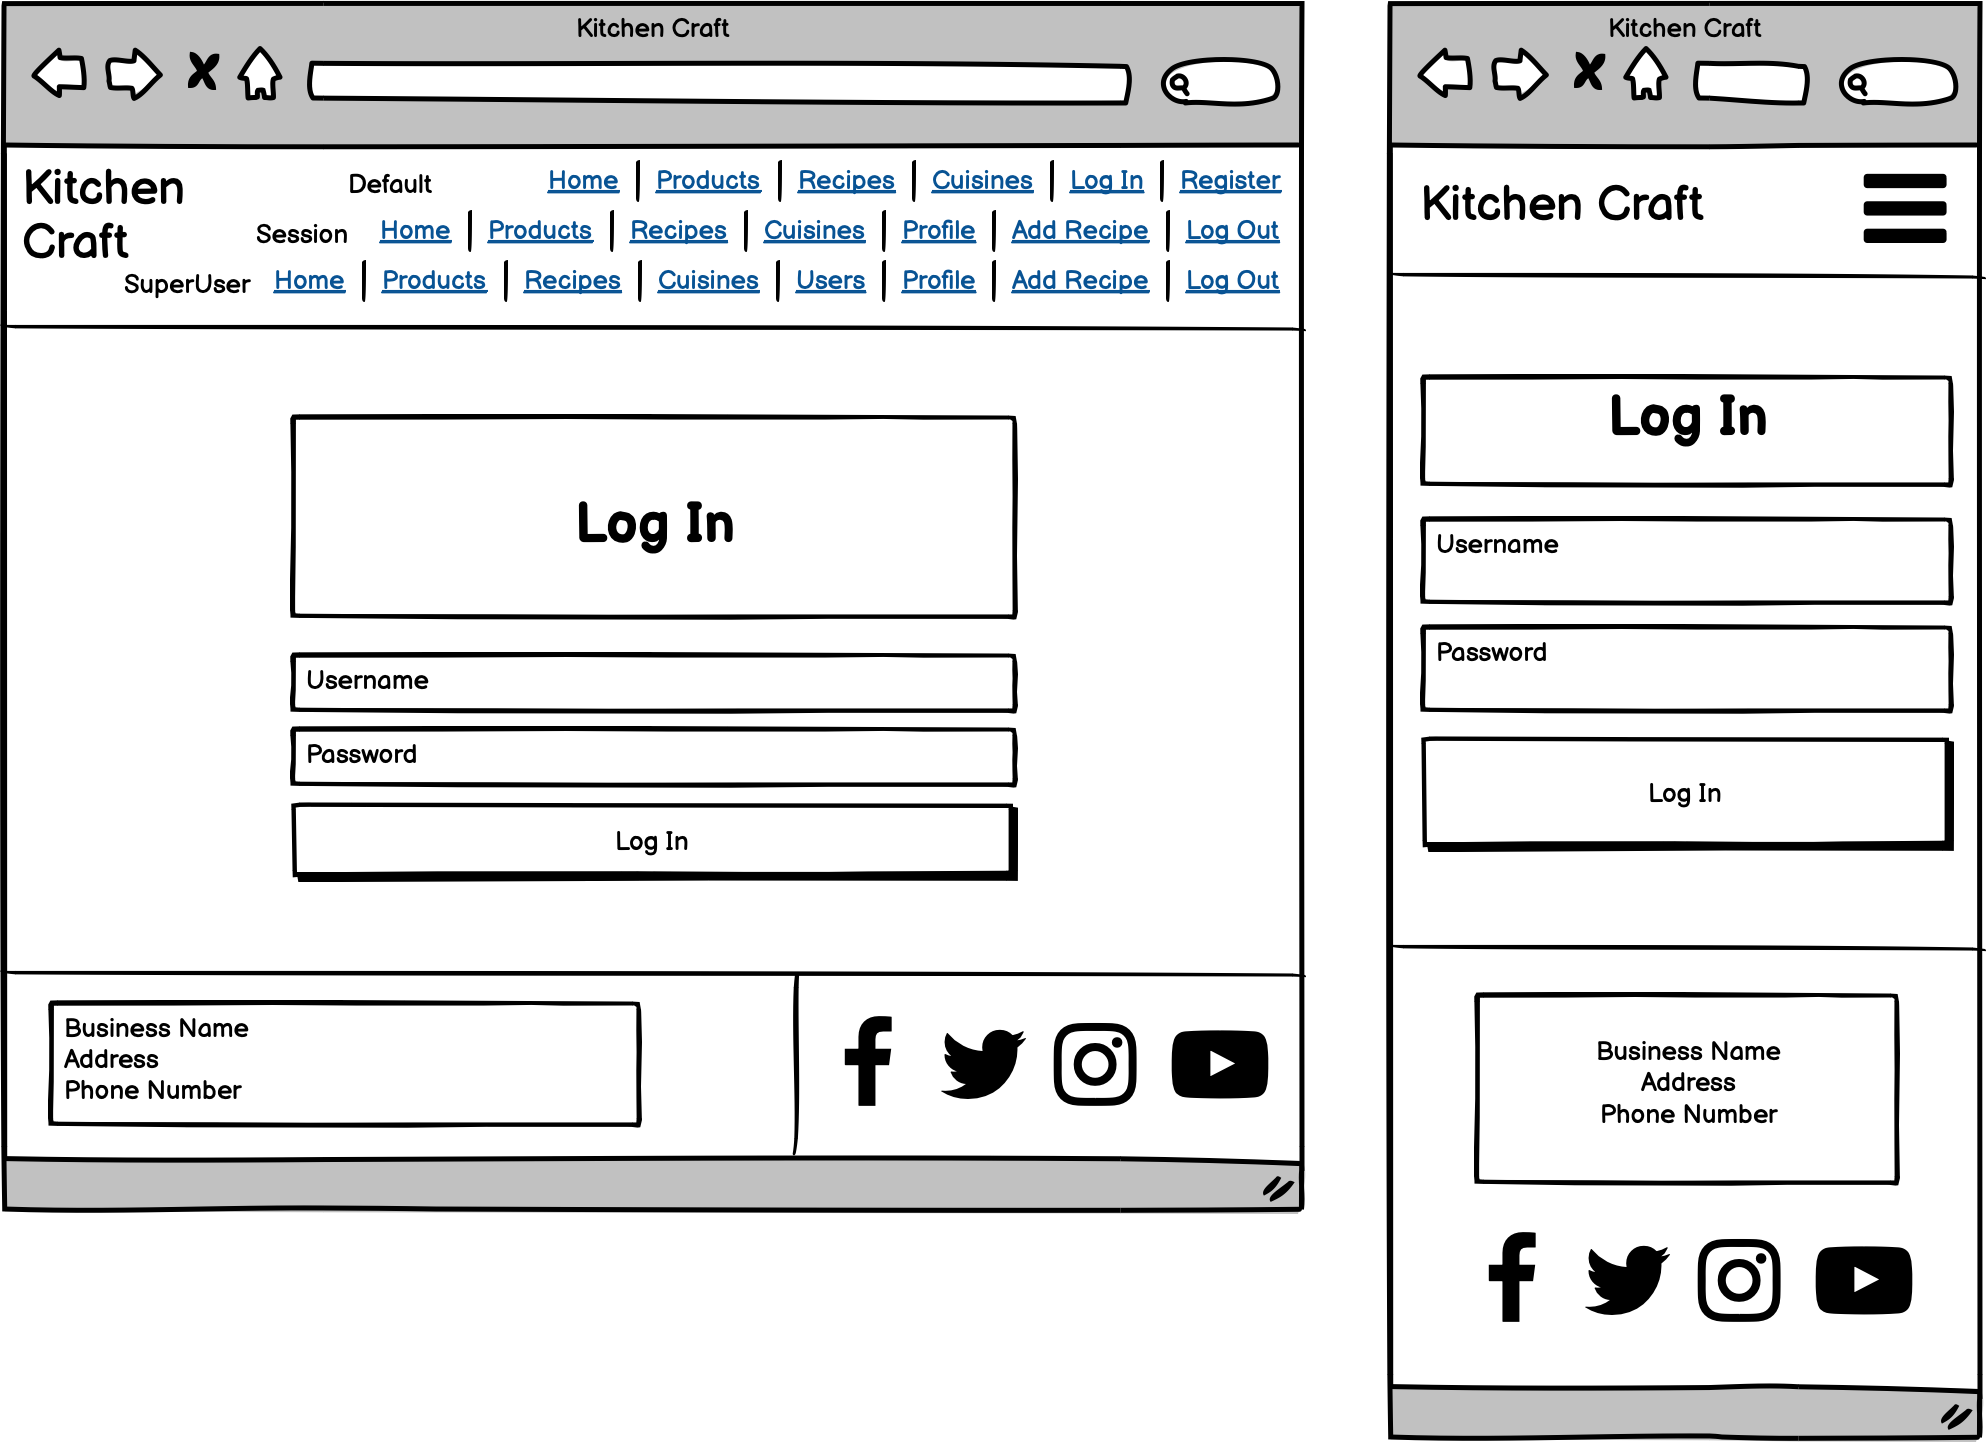 Kitchen Craft
Kitchen
Craft
Default Home Products Recipes Cuisines Log In Register
Session Home Products Recipes Cuisines Profile Add Recipe Log Out
SuperUser Home Products Recipes Cuisines Users Profile Add Recipe Log Out
Log In
Username
Password
Log In
Business Name
Address
Phone Number
Kitchen Craft
Kitchen Craft
Log In
Username
Password
Log In
Business Name
Address
Phone Number